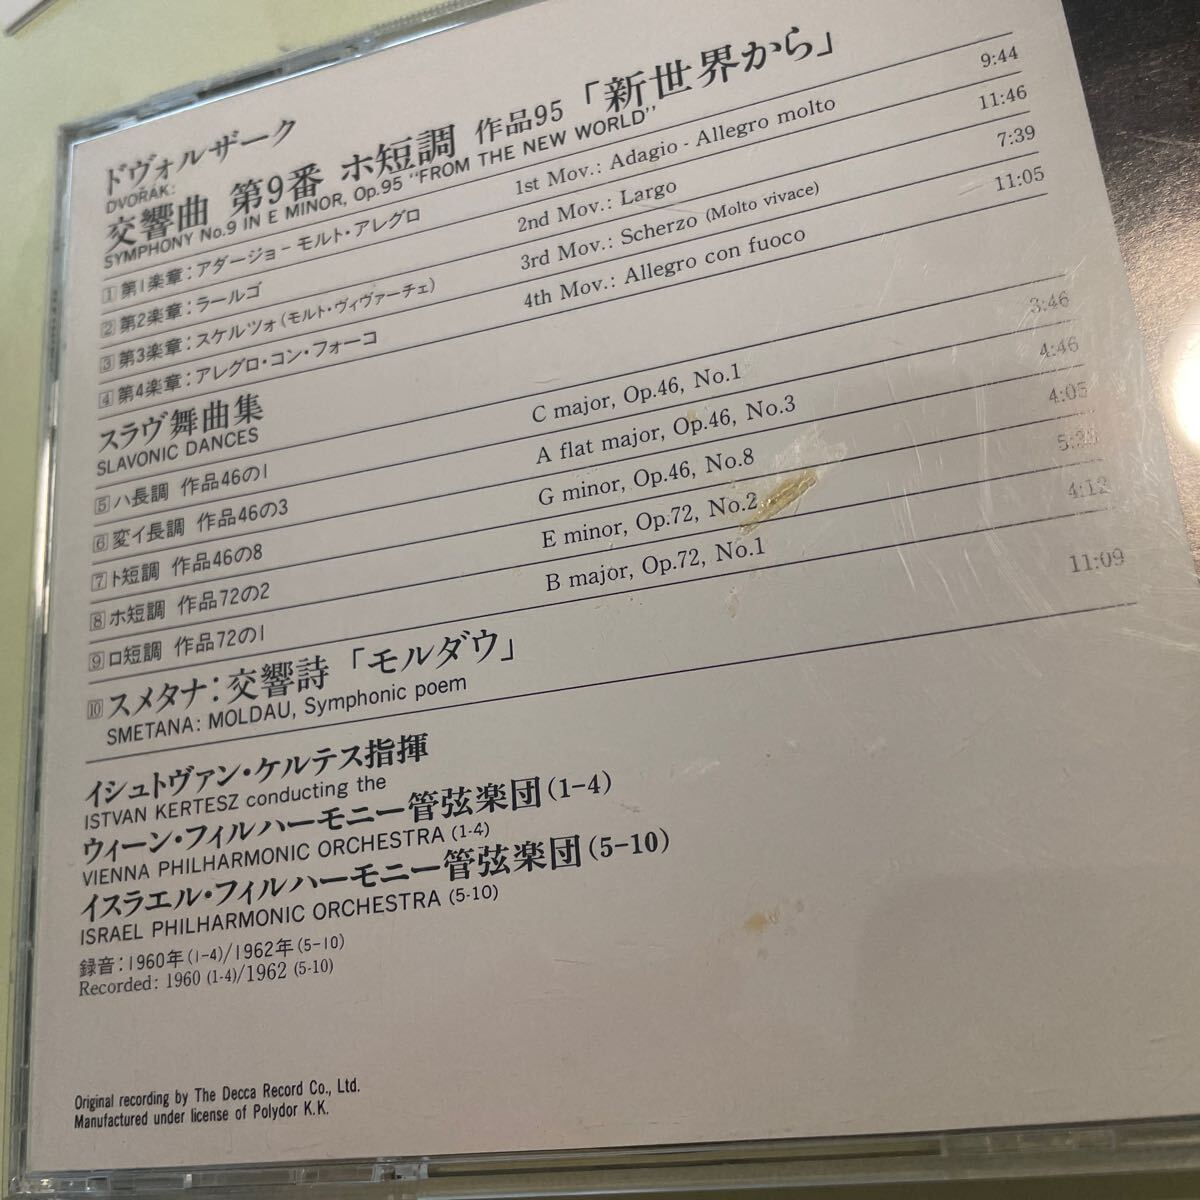 ドヴォルザーク
DVOŘÁK:
交響曲 第9番 ホ短調 作品95「新世界から」
SYMPHONY No.9 IN E MINOR, Op.95 "FROM THE NEW WORLD"
1 第1楽章:アダージョ–モルト・アレグロ 1st Mov.: Adagio - Allegro molto 9:44
2 第2楽章:ラールゴ 2nd Mov.: Largo 11:46
3 第3楽章:スケルツォ(モルト・ヴィヴァーチェ) 3rd Mov.: Scherzo (Molto vivace) 7:39
4 第4楽章:アレグロ・コン・フォーコ 4th Mov.: Allegro con fuoco 11:05
スラヴ舞曲集
SLAVONIC DANCES
5 ハ長調 作品46の1 C major, Op.46, No.1 3:46
6 変イ長調 作品46の3 A flat major, Op.46, No.3 4:46
7 ト短調 作品46の8 G minor, Op.46, No.8 4:05
8 ホ短調 作品72の2 E minor, Op.72, No.2
9 ロ短調 作品72の1 B major, Op.72, No.1 4:12
10 スメタナ:交響詩「モルダウ」 11:09
SMETANA: MOLDAU, Symphonic poem
イシュトヴァン・ケルテス指揮
ISTVAN KERTESZ conducting the
ウィーン・フィルハーモニー管弦楽団(1-4)
VIENNA PHILHARMONIC ORCHESTRA (1-4)
イスラエル・フィルハーモニー管弦楽団(5-10)
ISRAEL PHILHARMONIC ORCHESTRA (5-10)
録音:1960年(1-4)/1962年(5-10)
Recorded: 1960 (1-4)/1962 (5-10)
Original recording by The Decca Record Co., Ltd.
Manufactured under license of Polydor K.K.